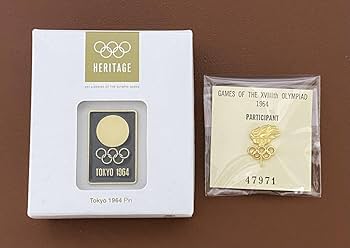 HERITAGE
TOKYO 1964
Tokyo 1964 Pin
GAMES OF THE XVIIIth OLYMPIAD
1964
PARTICIPANT
47971